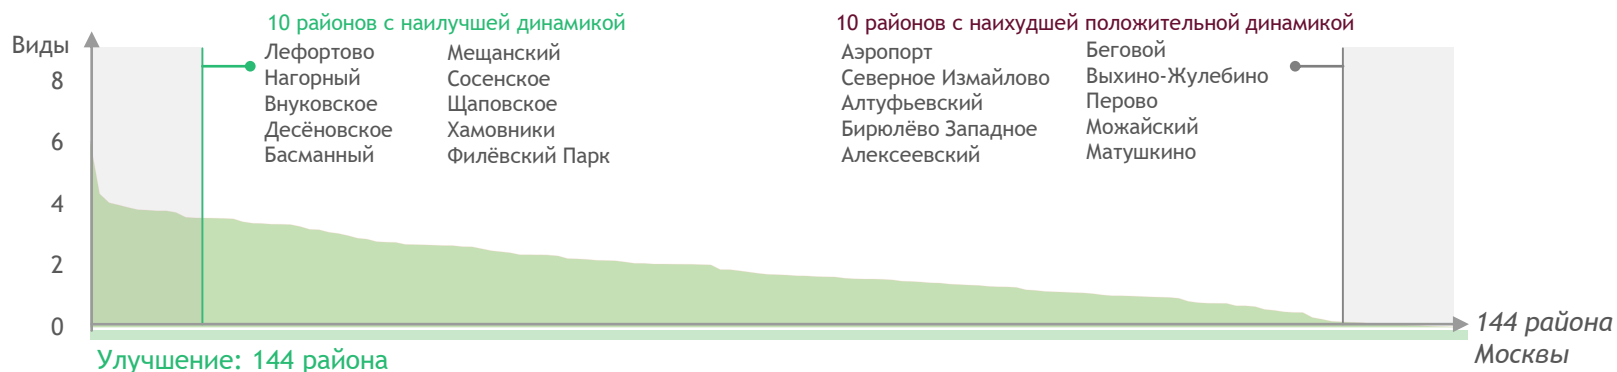 10 районов с наилучшей динамикой
10 районов с наихудшей положительной динамикой
Виды
8
6
4
2
0
Лефортово
Нагорный
Внуковское
Десёновское
Басманный
Мещанский
Сосенское
Щаповское
Хамовники
Филёвский Парк
Аэропорт
Северное Измайлово
Алтуфьевский
Бирюлёво Западное
Алексеевский
Беговой
Выхино-Жулебино
Перово
Можайский
Матушкино
144 района
Москвы
Улучшение: 144 района